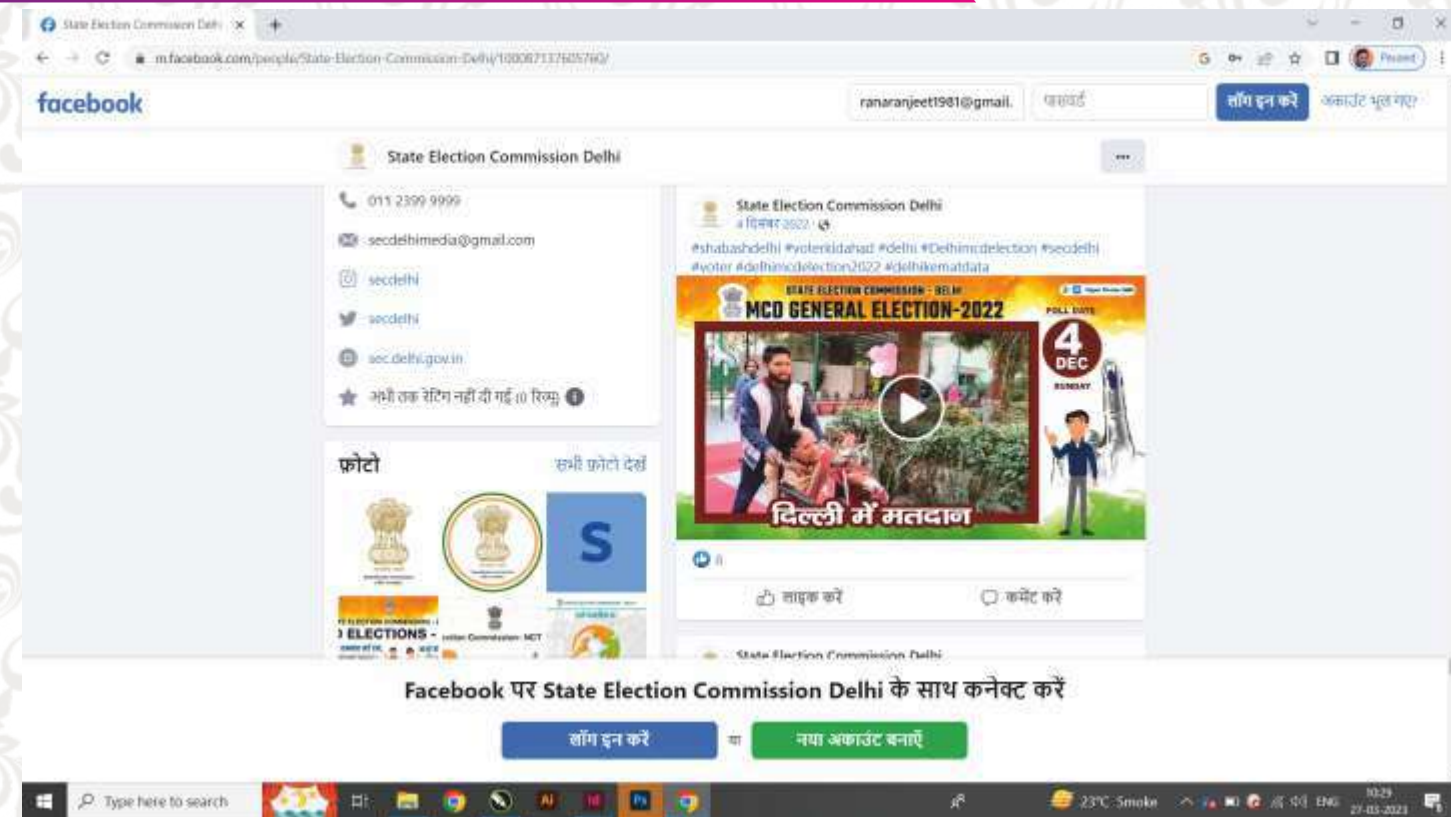 State Election Commission Delhi
m.facebook.com/people/State-Election-Commission-Delhi/100087137605760/
Paused
facebook
ranaranjeet1981@gmail.
पासवर्ड
लॉग इन करें
अकाउंट भूल गए?
State Election Commission Delhi
011 2399 9999
secdelhimedia@gmail.com
secdelhi
secdelhi
sec.delhi.gov.in
अभी तक रेटिंग नहीं दी गई (0 रिव्यू)
फ़ोटो
सभी फ़ोटो देखें
S
ELECTIONS -
State Election Commission Delhi
4 दिसंबर 2022
#shabashdelhi #voterkidahad #delhi #Delhimcdelection #secdelhi
#voter #delhimcdelection2022 #delhikematdata
STATE ELECTION COMMISSION - DELHI
MCD GENERAL ELECTION-2022
POLL DATE
4
DEC
SUNDAY
दिल्ली में मतदान
लाइक करें
कमेंट करें
State Election Commission Delhi
Facebook पर State Election Commission Delhi के साथ कनेक्ट करें
लॉग इन करें
या
नया अकाउंट बनाएँ
Type here to search
Ai
Id
Ps
23°C Smoke
ENG
10:29
27-03-2023